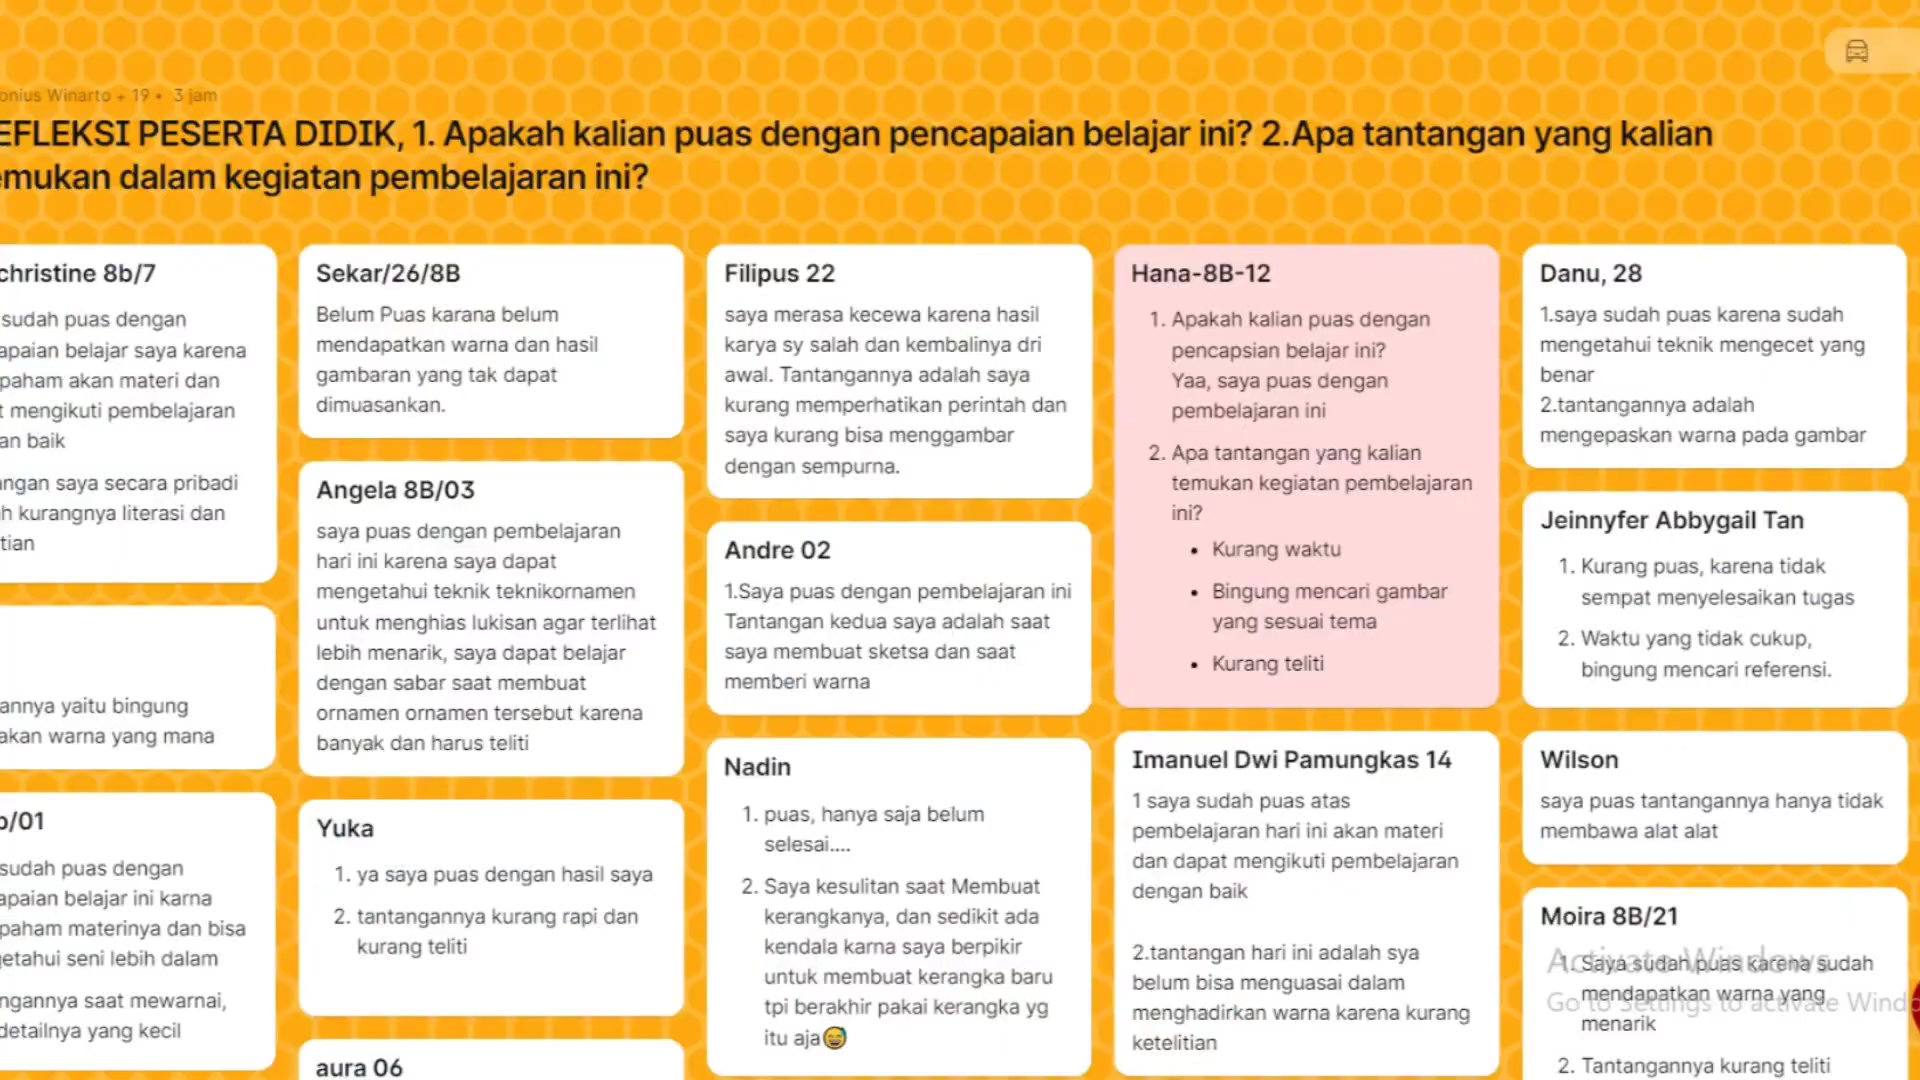 onius Winarto + 19 • 3 jam
EFLEKSI PESERTA DIDIK, 1. Apakah kalian puas dengan pencapaian belajar ini? 2.Apa tantangan yang kalian
emukan dalam kegiatan pembelajaran ini?
christine 8b/7
sudah puas dengan
apaian belajar saya karena
paham akan materi dan
t mengikuti pembelajaran
an baik
angan saya secara pribadi
h kurangnya literasi dan
tian
annya yaitu bingung
akan warna yang mana
/01
sudah puas dengan
apaian belajar ini karna
paham materinya dan bisa
getahui seni lebih dalam
ngannya saat mewarnai,
detailnya yang kecil
Sekar/26/8B
Belum Puas karana belum
mendapatkan warna dan hasil
gambaran yang tak dapat
dimuasankan.
Angela 8B/03
saya puas dengan pembelajaran
hari ini karena saya dapat
mengetahui teknik teknikornamen
untuk menghias lukisan agar terlihat
lebih menarik, saya dapat belajar
dengan sabar saat membuat
ornamen ornamen tersebut karena
banyak dan harus teliti
Yuka
1. ya saya puas dengan hasil saya
2. tantangannya kurang rapi dan
kurang teliti
aura 06
Filipus 22
saya merasa kecewa karena hasil
karya sy salah dan kembalinya dri
awal. Tantangannya adalah saya
kurang memperhatikan perintah dan
saya kurang bisa menggambar
dengan sempurna.
Andre 02
1.Saya puas dengan pembelajaran ini
Tantangan kedua saya adalah saat
saya membuat sketsa dan saat
memberi warna
Nadin
1. puas, hanya saja belum
selesai....
2. Saya kesulitan saat Membuat
kerangkanya, dan sedikit ada
kendala karna saya berpikir
untuk membuat kerangka baru
tpi berakhir pakai kerangka yg
itu aja😅
Hana-8B-12
1. Apakah kalian puas dengan
pencapsian belajar ini?
Yaa, saya puas dengan
pembelajaran ini
2. Apa tantangan yang kalian
temukan kegiatan pembelajaran
ini?
• Kurang waktu
• Bingung mencari gambar
yang sesuai tema
• Kurang teliti
Imanuel Dwi Pamungkas 14
1 saya sudah puas atas
pembelajaran hari ini akan materi
dan dapat mengikuti pembelajaran
dengan baik
2.tantangan hari ini adalah sya
belum bisa menguasai dalam
menghadirkan warna karena kurang
ketelitian
Danu, 28
1.saya sudah puas karena sudah
mengetahui teknik mengecet yang
benar
2.tantangannya adalah
mengepaskan warna pada gambar
Jeinnyfer Abbygail Tan
1. Kurang puas, karena tidak
sempat menyelesaikan tugas
2. Waktu yang tidak cukup,
bingung mencari referensi.
Wilson
saya puas tantangannya hanya tidak
membawa alat alat
Moira 8B/21
1. Saya sudah puas karena sudah
mendapatkan warna yang
menarik
2. Tantangannya kurang teliti
Activate Windows
Go to Settings to activate Windo